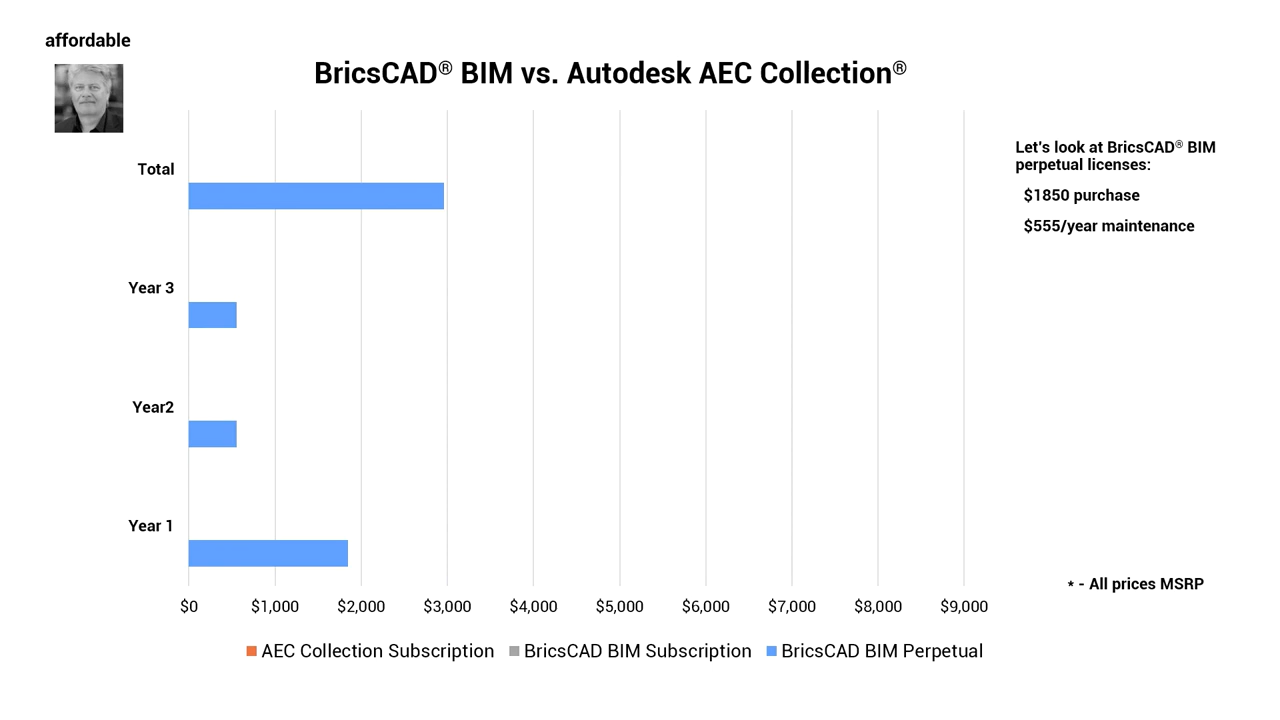 affordable
BricsCAD® BIM vs. Autodesk AEC Collection®
Let's look at BricsCAD® BIM
perpetual licenses:
$1850 purchase
$555/year maintenance
Total
Year 3
Year2
Year 1
$0 $1,000 $2,000 $3,000 $4,000 $5,000 $6,000 $7,000 $8,000 $9,000
* - All prices MSRP
AEC Collection Subscription BricsCAD BIM Subscription BricsCAD BIM Perpetual